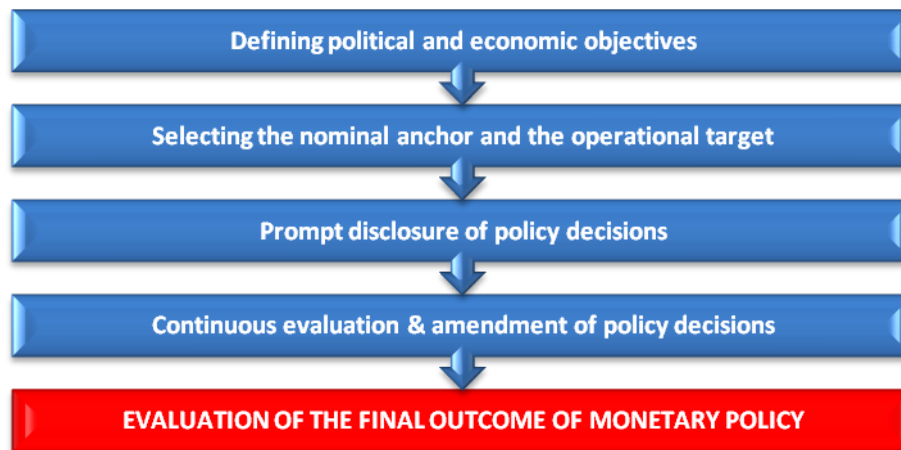 Defining political and economic objectives
Selecting the nominal anchor and the operational target
Prompt disclosure of policy decisions
Continuous evaluation & amendment of policy decisions
EVALUATION OF THE FINAL OUTCOME OF MONETARY POLICY